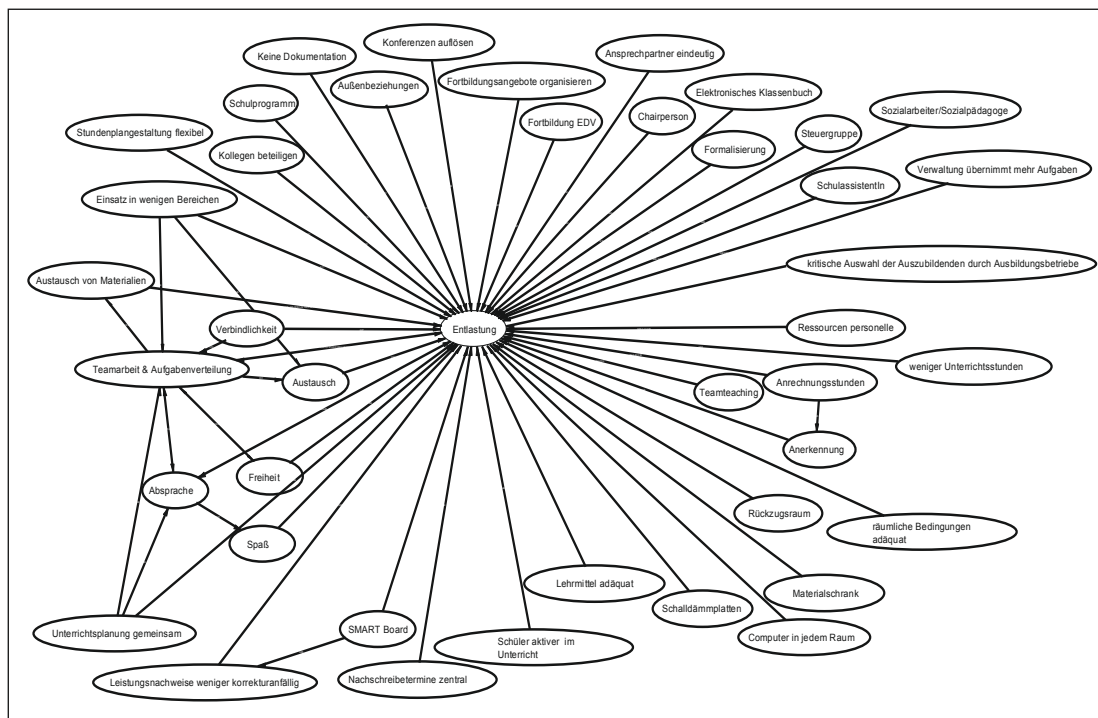 Konferenzen auflösen
Keine Dokumentation
Ansprechpartner eindeutig
Außenbeziehungen
Fortbildungsangebote organisieren
Elektronisches Klassenbuch
Schulprogramm
Sozialarbeiter/Sozialpädagoge
Fortbildung EDV
Chairperson
Stundenplangestaltung flexibel
Steuergruppe
Kollegen beteiligen
Formalisierung
Verwaltung übernimmt mehr Aufgaben
SchulassistentIn
Einsatz in wenigen Bereichen
kritische Auswahl der Auszubildenden durch Ausbildungsbetriebe
Austausch von Materialien
Verbindlichkeit
Entlastung
Ressourcen personelle
Teamarbeit & Aufgabenverteilung
weniger Unterrichtsstunden
Austausch
Anrechnungsstunden
Teamteaching
Anerkennung
Freiheit
Absprache
Rückzugsraum
räumliche Bedingungen
adäquat
Spaß
Lehrmittel adäquat
Materialschrank
Schalldämmplatten
Unterrichtsplanung gemeinsam
SMART Board
Computer in jedem Raum
Schüler aktiver im
Unterricht
Leistungsnachweise weniger korrekturanfällig
Nachschreibetermine zentral